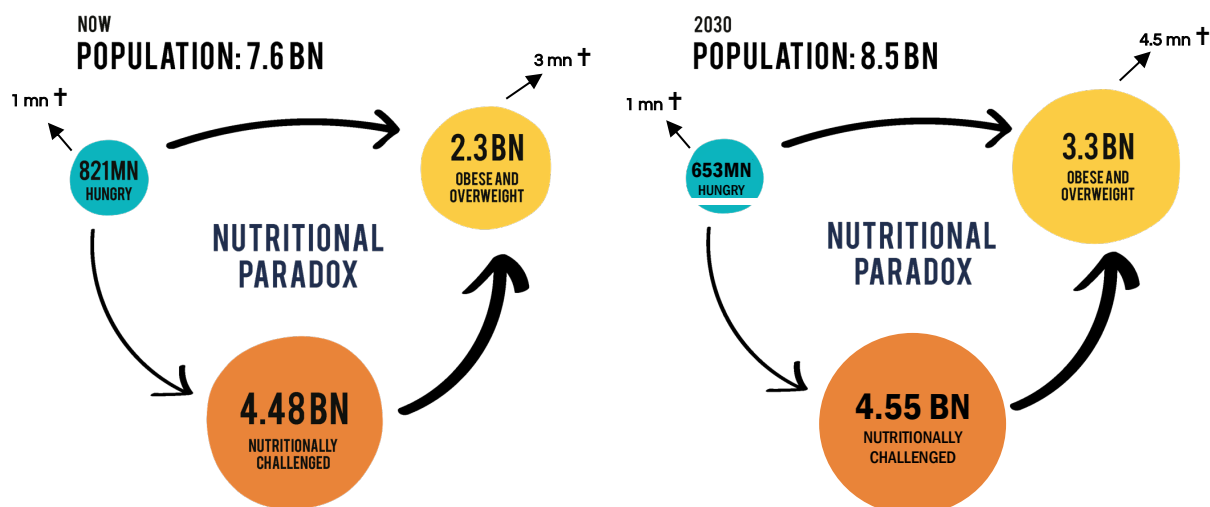 NOW
POPULATION: 7.6 BN
1 mn †
3 mn †
821MN
HUNGRY
2.3 BN
OBESE AND
OVERWEIGHT
NUTRITIONAL
PARADOX
4.48 BN
NUTRITIONALLY
CHALLENGED
2030
POPULATION: 8.5 BN
1 mn †
4.5 mn †
653MN
HUNGRY
3.3 BN
OBESE AND
OVERWEIGHT
NUTRITIONAL
PARADOX
4.55 BN
NUTRITIONALLY
CHALLENGED